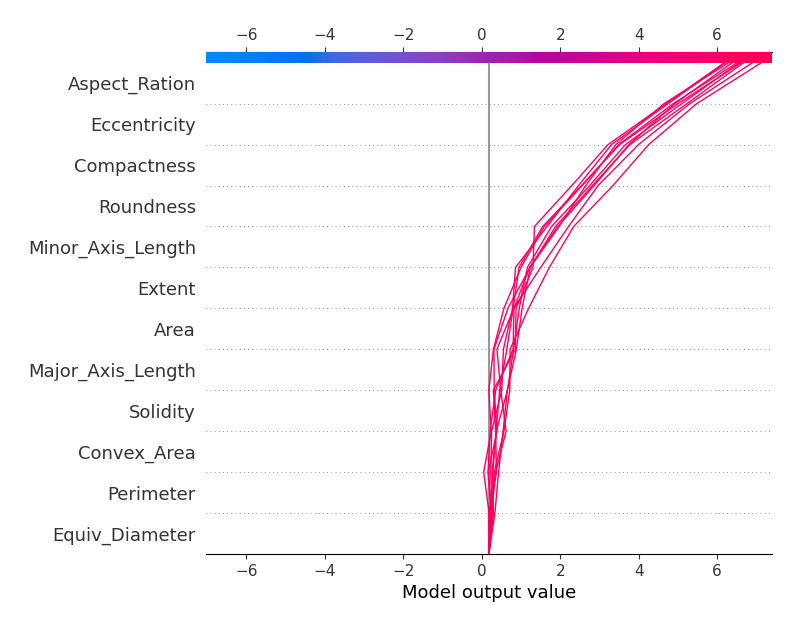 −6 −4 −2 0 2 4 6
Aspect_Ration
Eccentricity
Compactness
Roundness
Minor_Axis_Length
Extent
Area
Major_Axis_Length
Solidity
Convex_Area
Perimeter
Equiv_Diameter
−6 −4 −2 0 2 4 6
Model output value